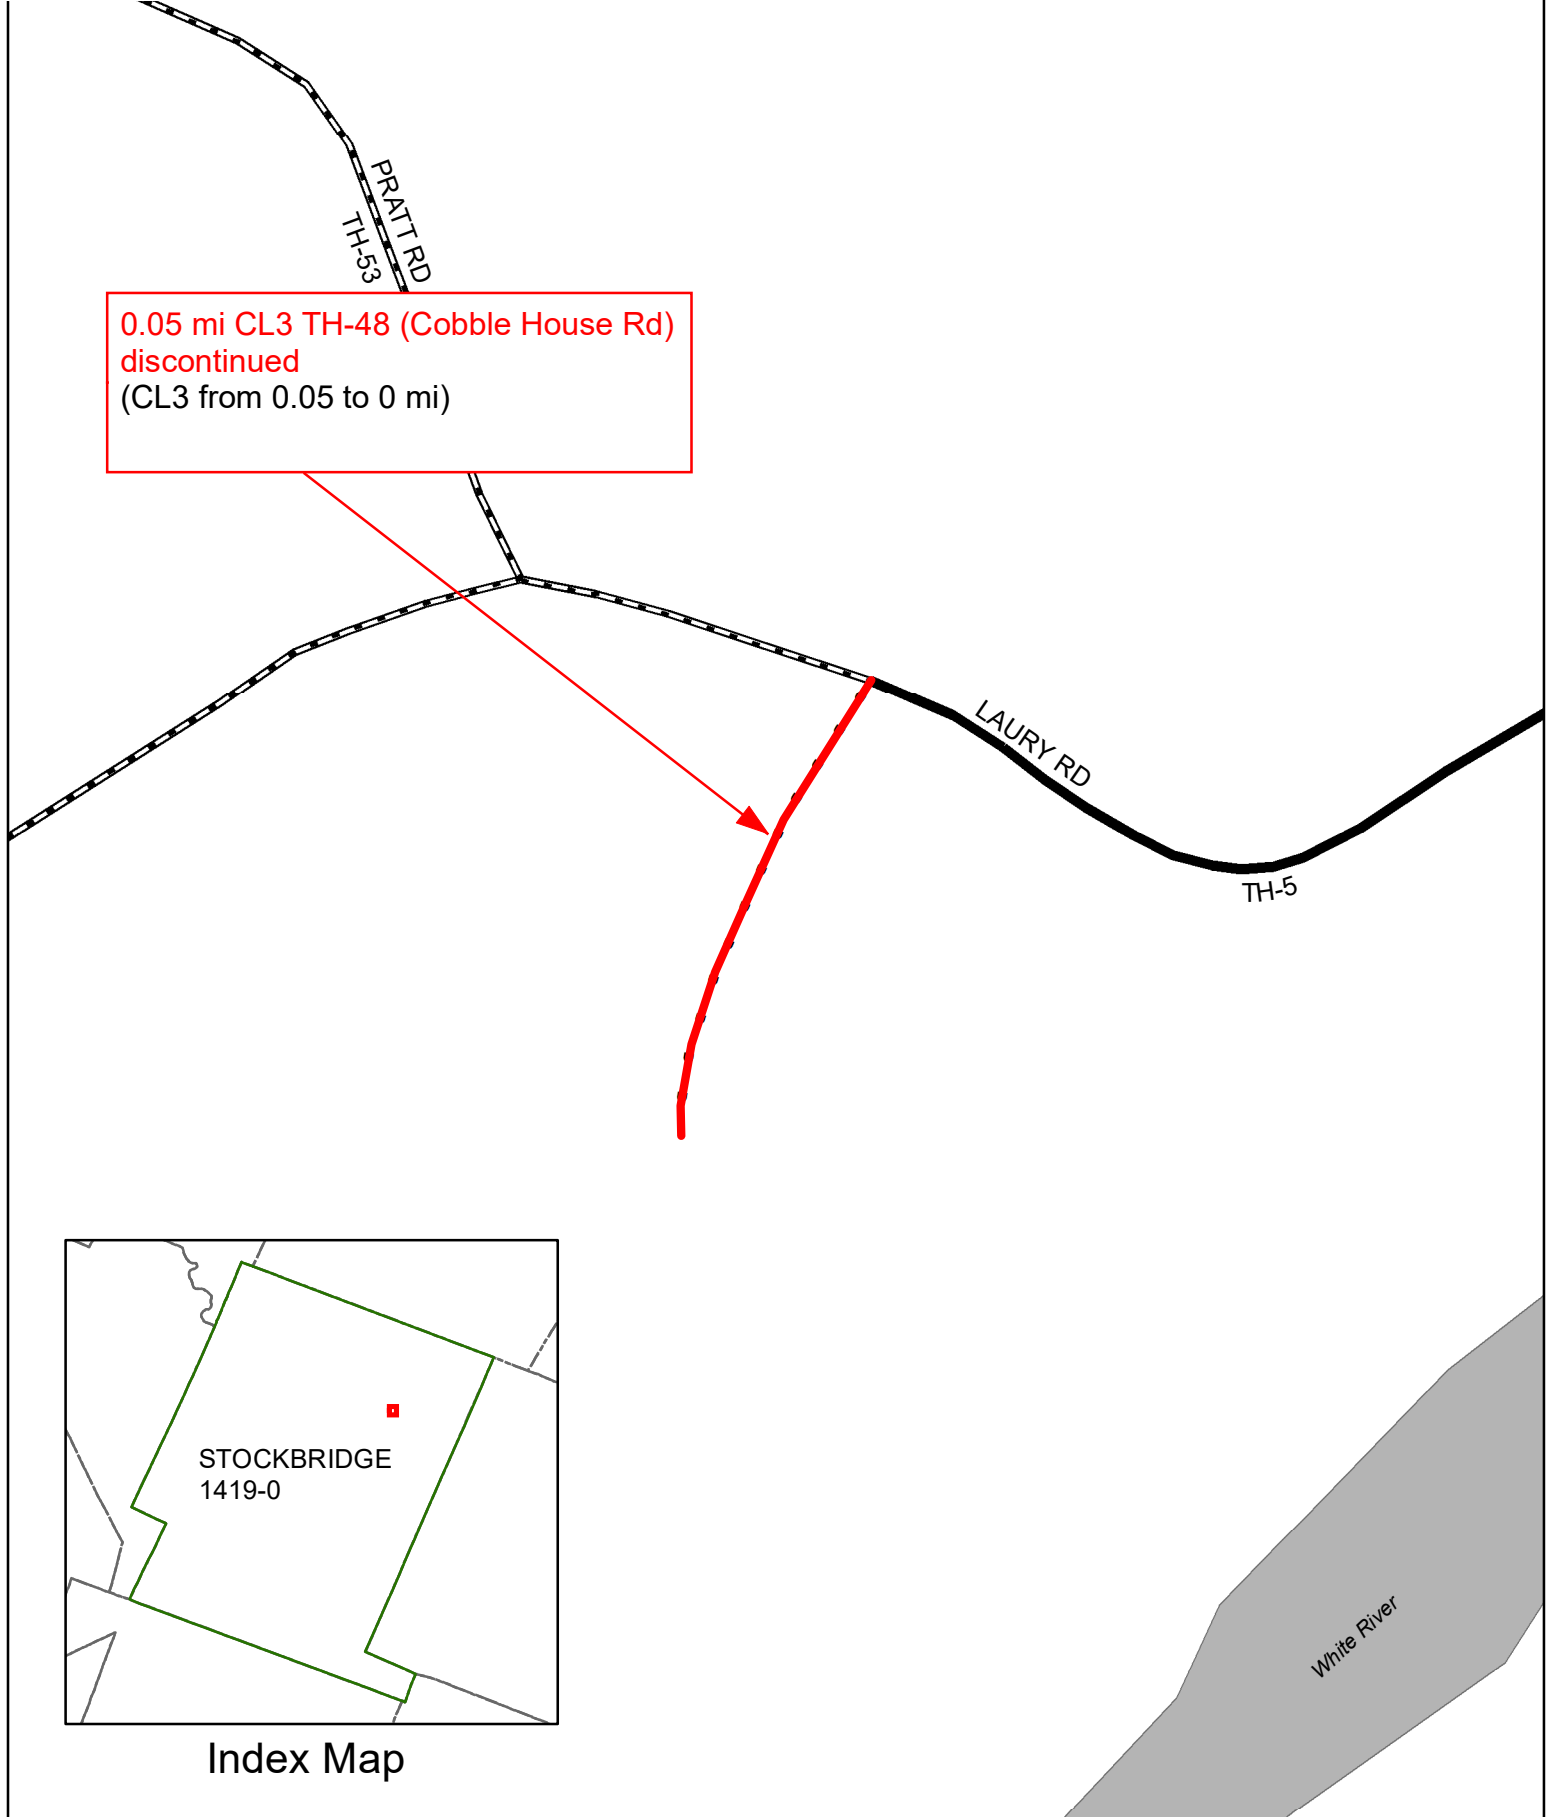 PRATT RD
TH-53
0.05 mi CL3 TH-48 (Cobble House Rd)
discontinued
(CL3 from 0.05 to 0 mi)
LAURY RD
TH-5
STOCKBRIDGE
1419-0
White River
Index Map